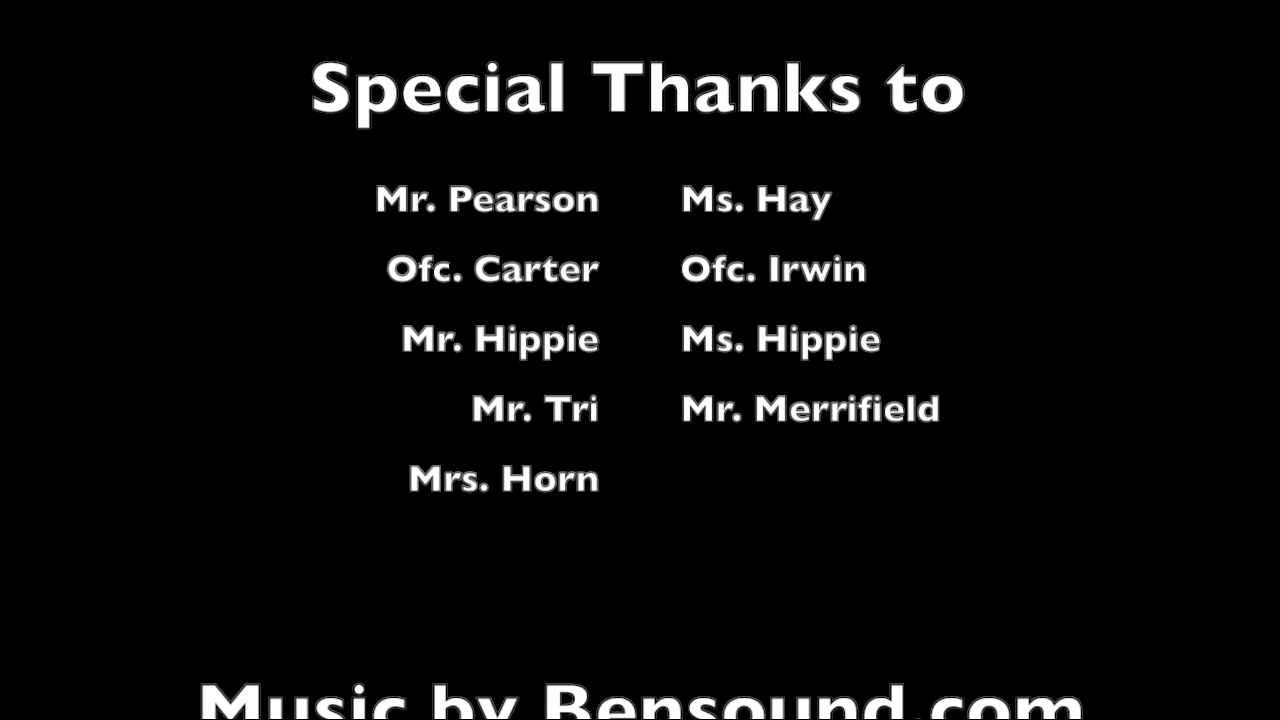 Special Thanks to
Mr. Pearson Ms. Hay
Ofc. Carter Ofc. Irwin
Mr. Hippie Ms. Hippie
Mr. Tri Mr. Merrifield
Mrs. Horn
Music by Bensound.com